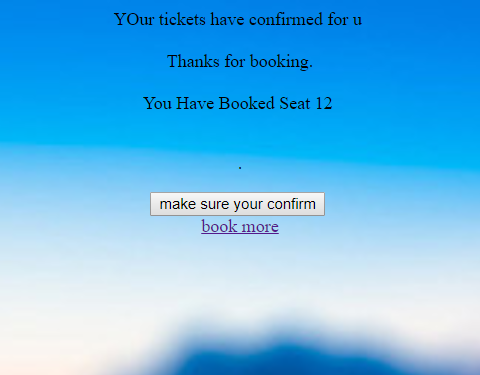 YOur tickets have confirmed for u
Thanks for booking.
You Have Booked Seat 12
.
make sure your confirm
book more